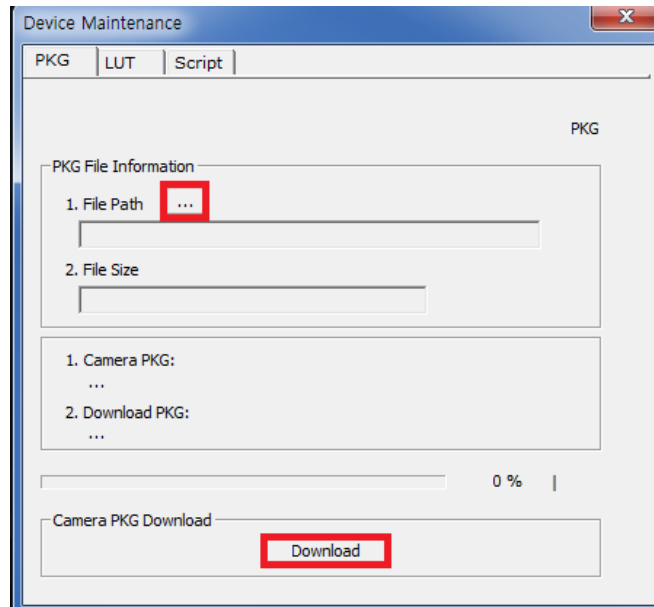 Device Maintenance
X
PKG LUT Script
PKG
PKG File Information
1. File Path ...
2. File Size
1. Camera PKG:
...
2. Download PKG:
...
0 % |
Camera PKG Download
Download